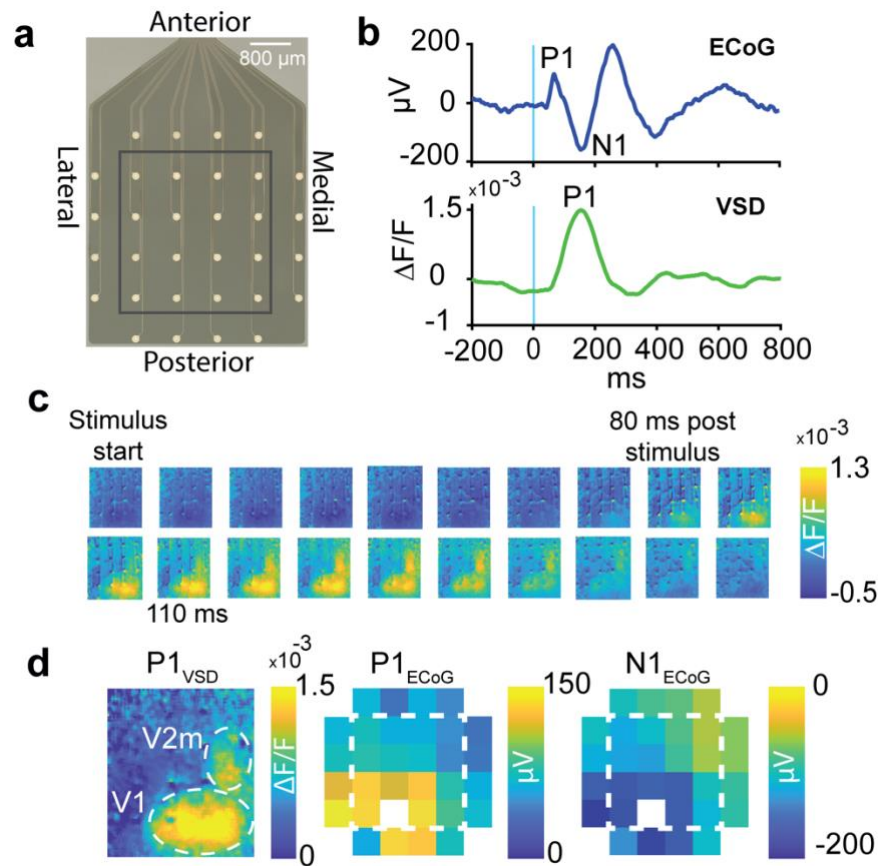 a
Anterior
800 µm
Lateral
Medial
Posterior
b
200
P1
ECoG
µV
0
-200
N1
×10⁻³
P1
1.5
VSD
ΔF/F
0
-1
-200 0 200 400 600 800
ms
c
Stimulus
start
80 ms post
stimulus
×10⁻³
1.3
ΔF/F
-0.5
110 ms
d
P1VSD
×10⁻³
1.5
V2m
V1
ΔF/F
0
P1ECoG
150
µV
0
N1ECoG
0
µV
-200